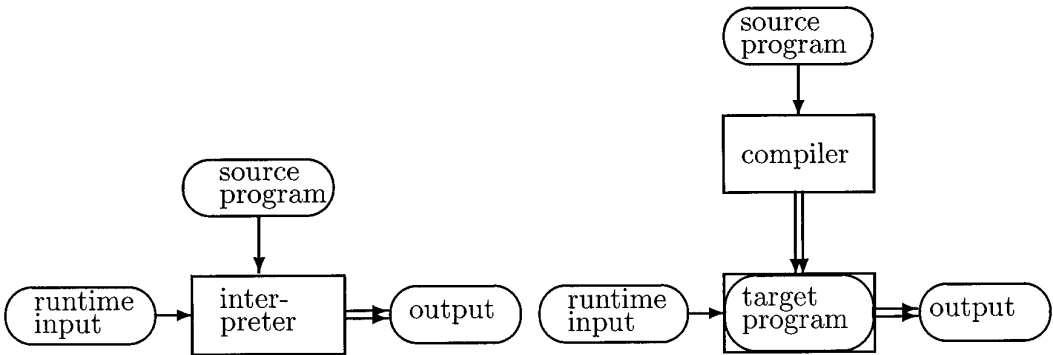 source
program
runtime
input
inter-
preter
output
source
program
compiler
runtime
input
target
program
output